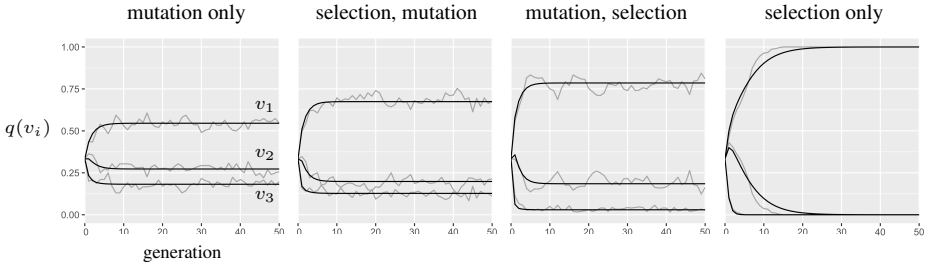 mutation only
selection, mutation
mutation, selection
selection only
1.00
0.75
0.50
0.25
0.00
q(v_i)
v_1
v_2
v_3
0 10 20 30 40 50
0 10 20 30 40 50
0 10 20 30 40 50
0 10 20 30 40 50
generation